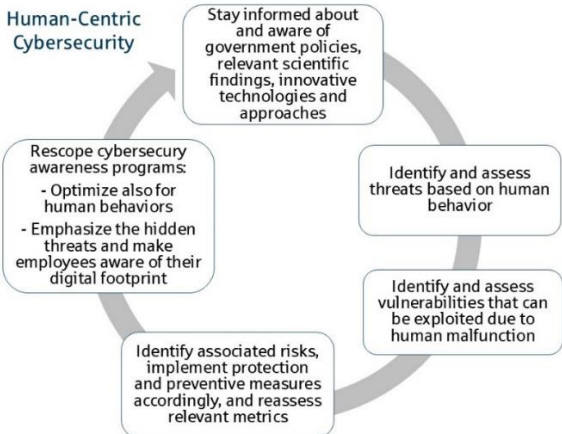 Human-Centric
Cybersecurity
Stay informed about
and aware of
government policies,
relevant scientific
findings, innovative
technologies and
approaches
Identify and assess
threats based on human
behavior
Identify and assess
vulnerabilities that can
be exploited due to
human malfunction
Identify associated risks,
implement protection
and preventive measures
accordingly, and reassess
relevant metrics
Rescope cybersecury
awareness programs:
- Optimize also for
human behaviors
- Emphasize the hidden
threats and make
employees aware of their
digital footprint